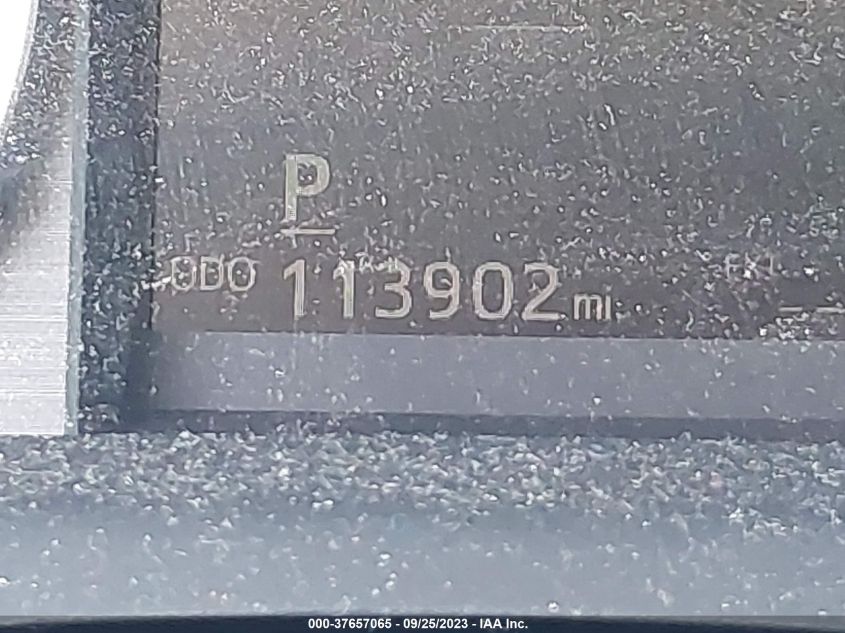 P
ODO 113902 mi
000-37657065 - 09/25/2023 - IAA Inc.